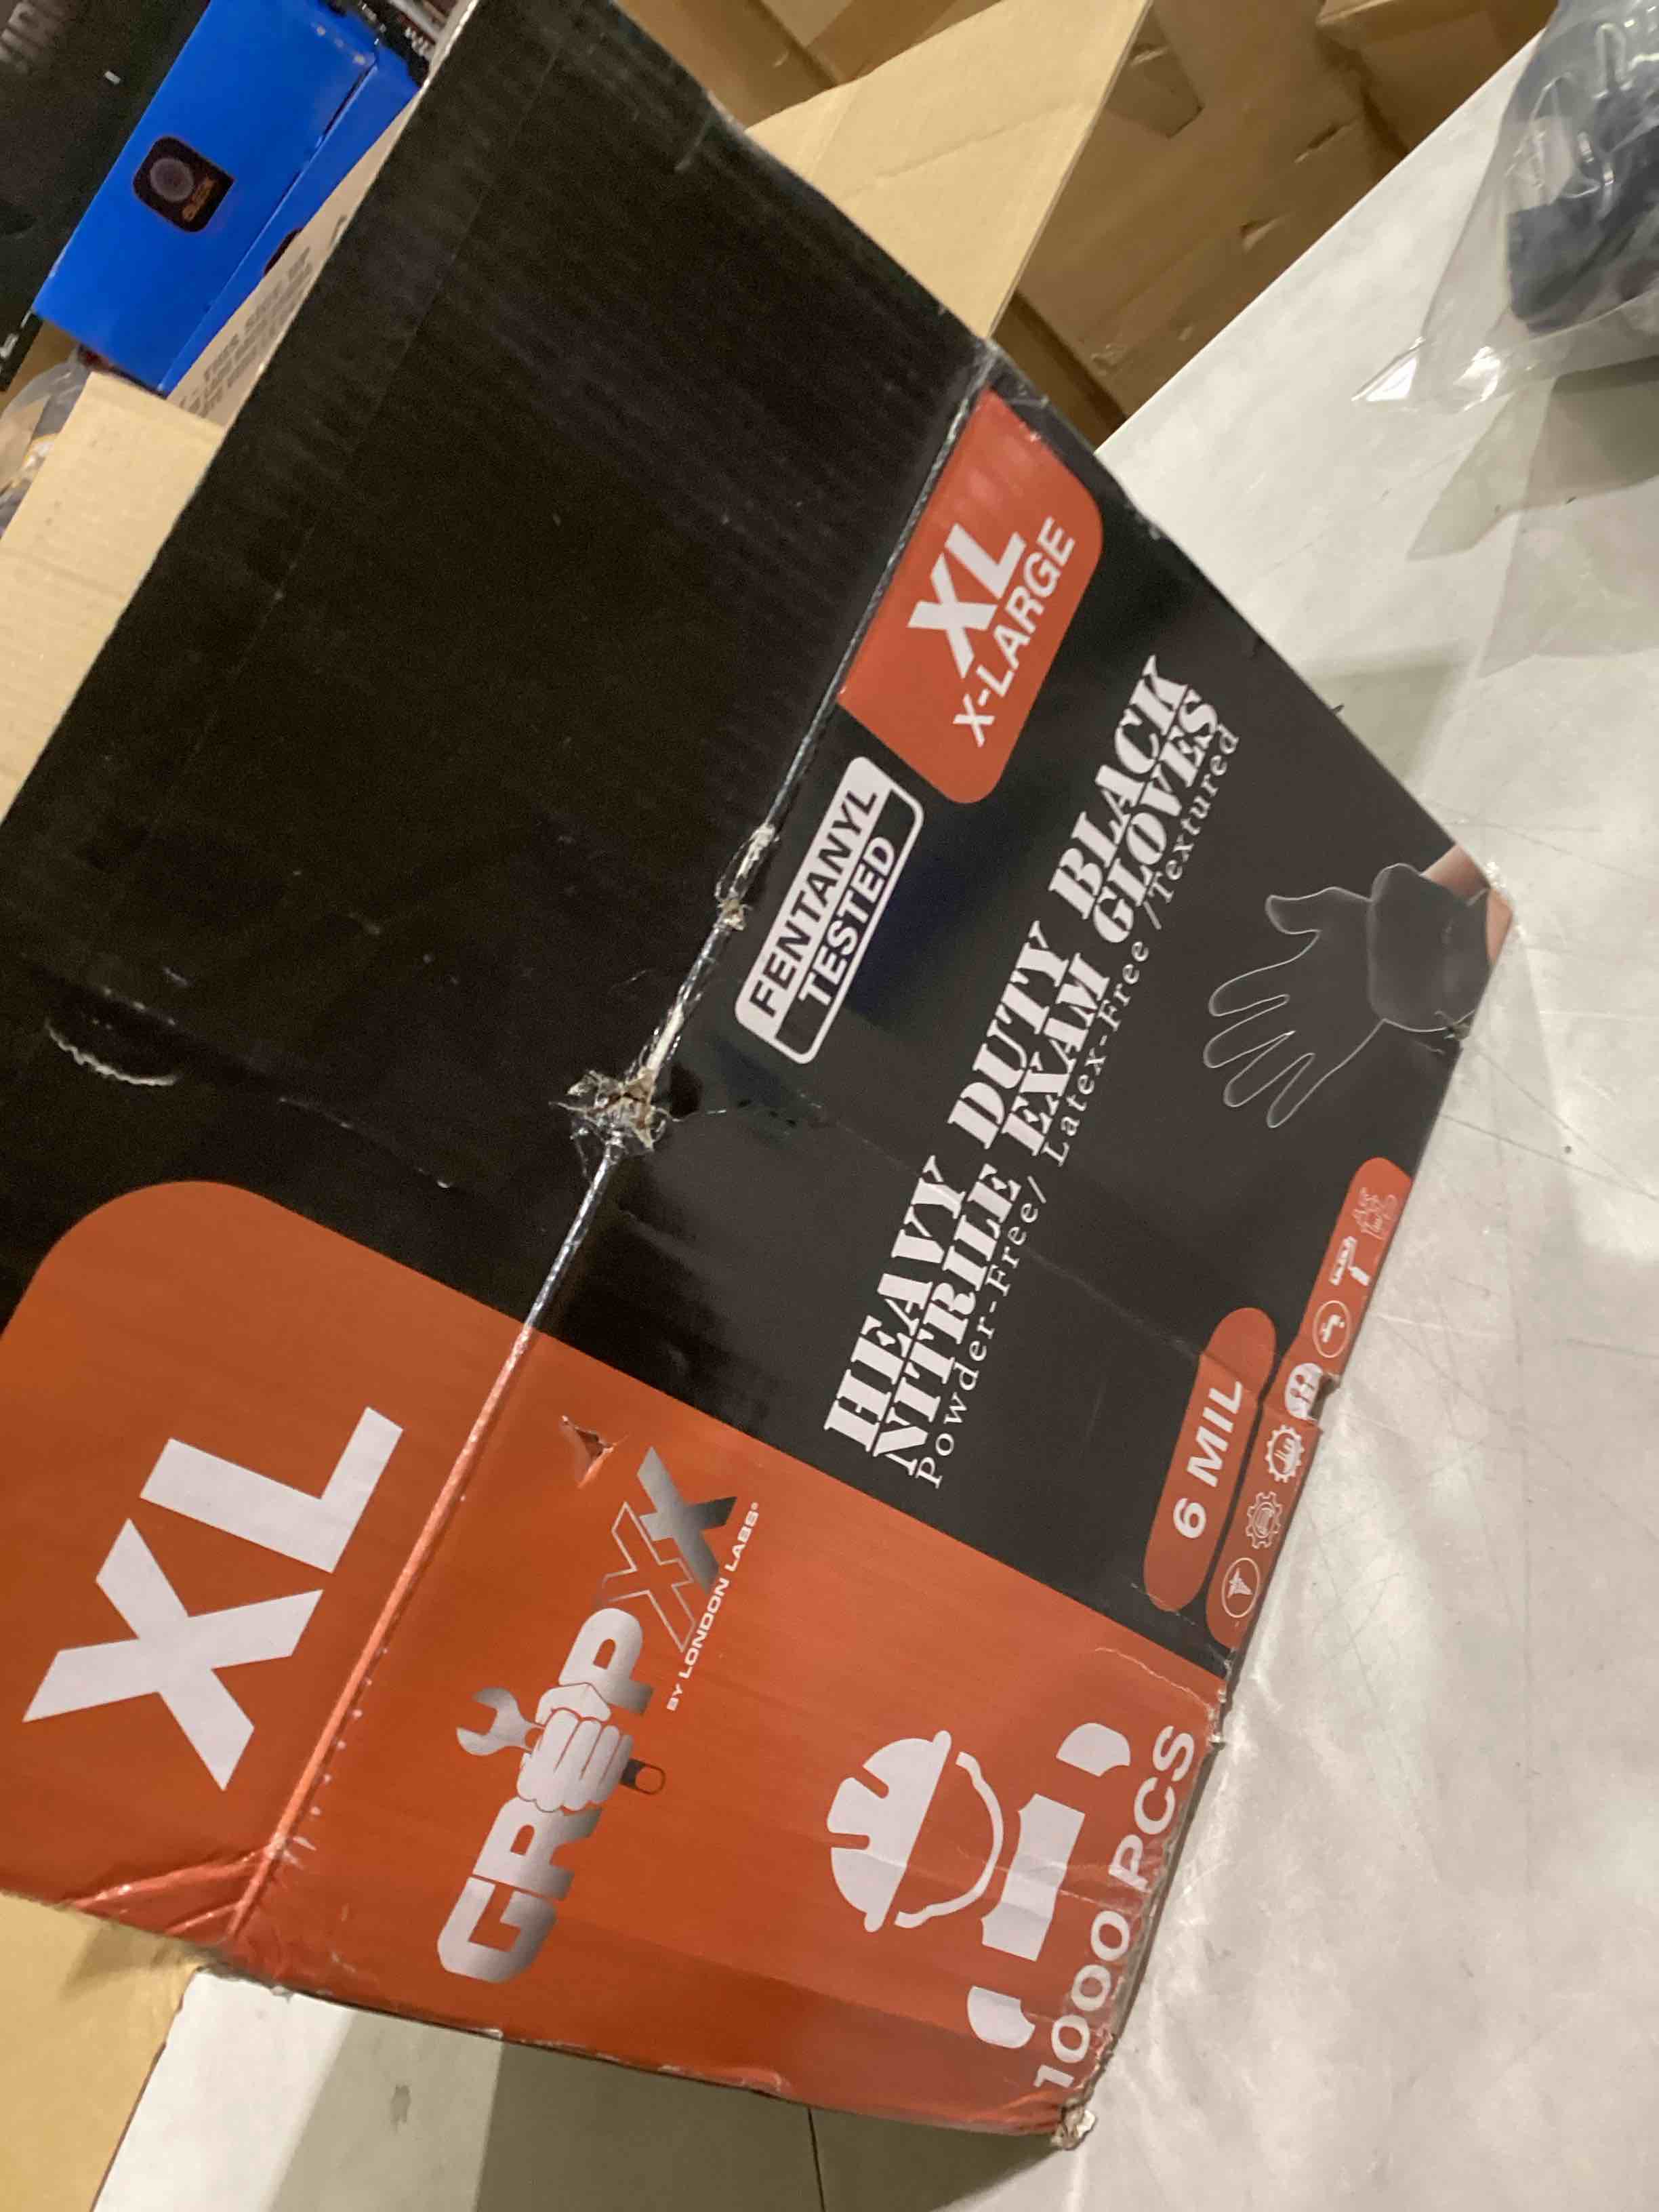 XL
XL
X-LARGE
FENTANYL
TESTED
HEAVY DUTY BLACK
NITRILE EXAM GLOVES
Powder-Free/ Latex-Free /Textured
6 MIL
GRIPXX
BY LONDON LABS®
1000 PCS